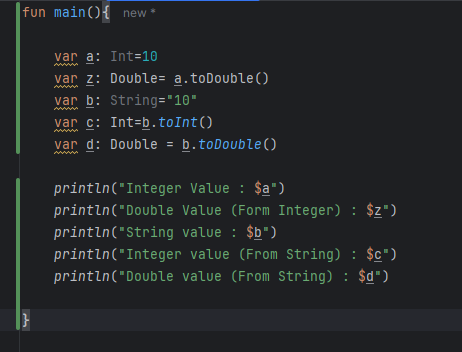 fun main(){ new *
var a: Int=10
var z: Double= a.toDouble()
var b: String="10"
var c: Int=b.toInt()
var d: Double = b.toDouble()
println("Integer Value : $a")
println("Double Value (Form Integer) : $z")
println("String value : $b")
println("Integer value (From String) : $c")
println("Double value (From String) : $d")
}